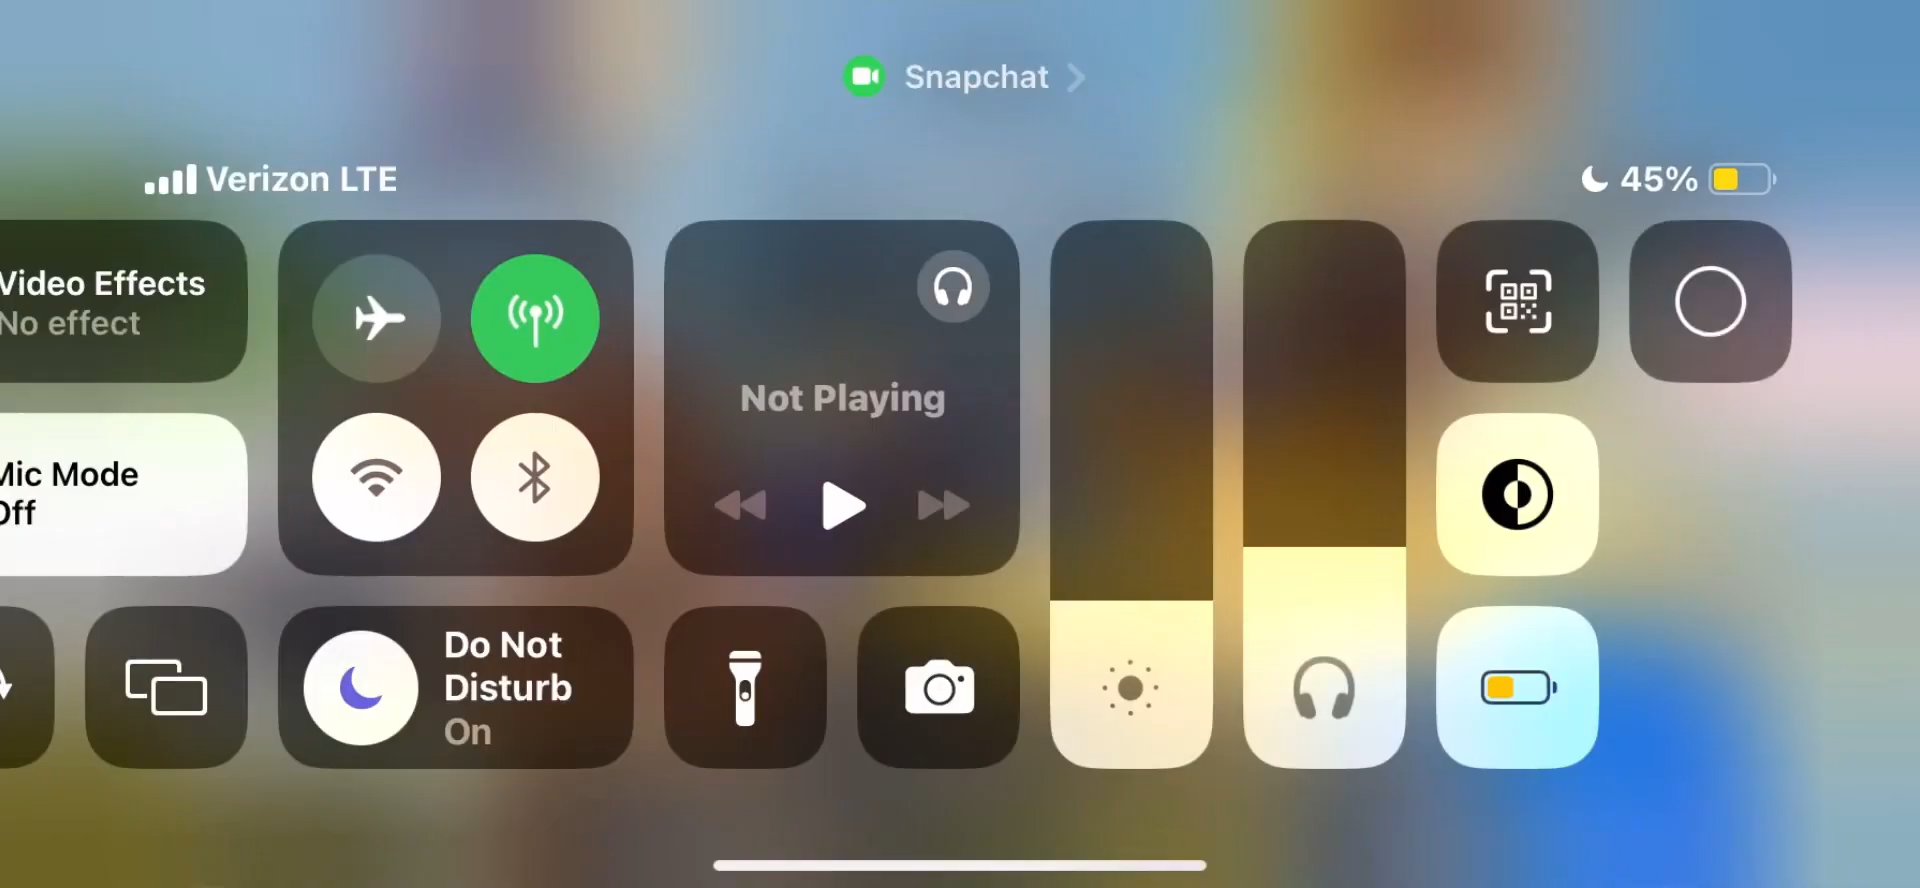 Snapchat
Verizon LTE
45%
Video Effects
No effect
Mic Mode
Off
Not Playing
Do Not
Disturb
On